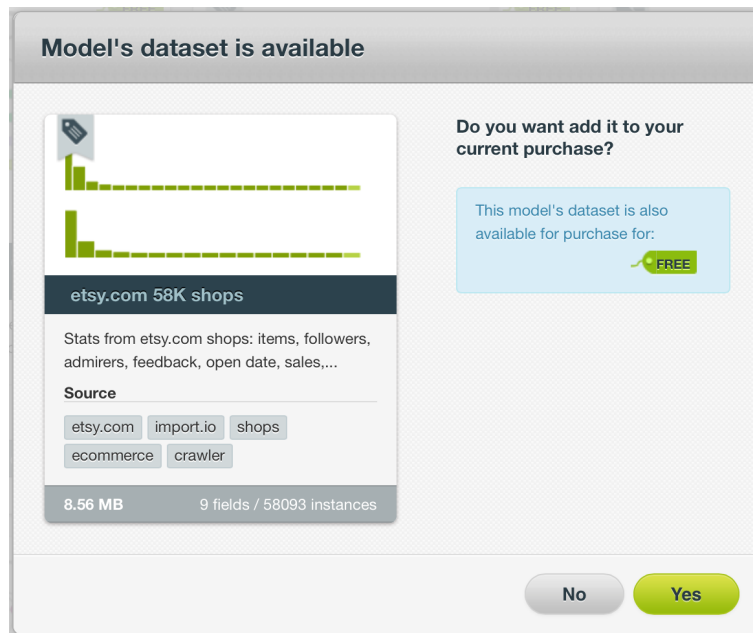 Model's dataset is available
etsy.com 58K shops
Stats from etsy.com shops: items, followers,
admirers, feedback, open date, sales,...
Source
etsy.com import.io shops
ecommerce crawler
8.56 MB 9 fields / 58093 instances
Do you want add it to your
current purchase?
This model's dataset is also
available for purchase for:
FREE
No Yes